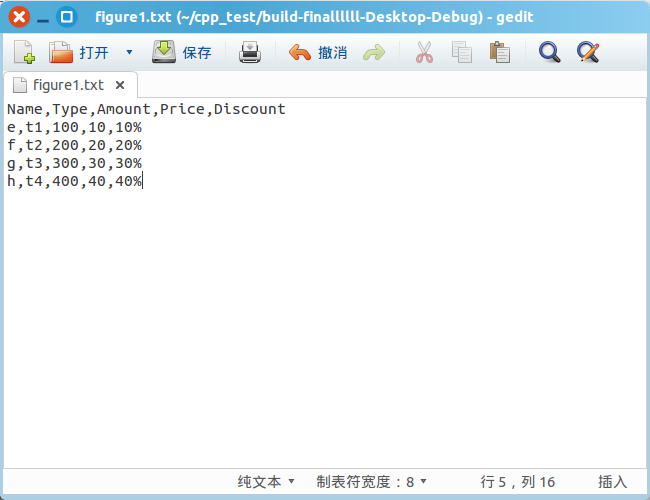 figure1.txt (~/cpp_test/build-finallllll-Desktop-Debug) - gedit
打开 保存 撤消
figure1.txt
Name,Type,Amount,Price,Discount
e,t1,100,10,10%
f,t2,200,20,20%
g,t3,300,30,30%
h,t4,400,40,40%
纯文本 制表符宽度：8 行 5，列 16 插入